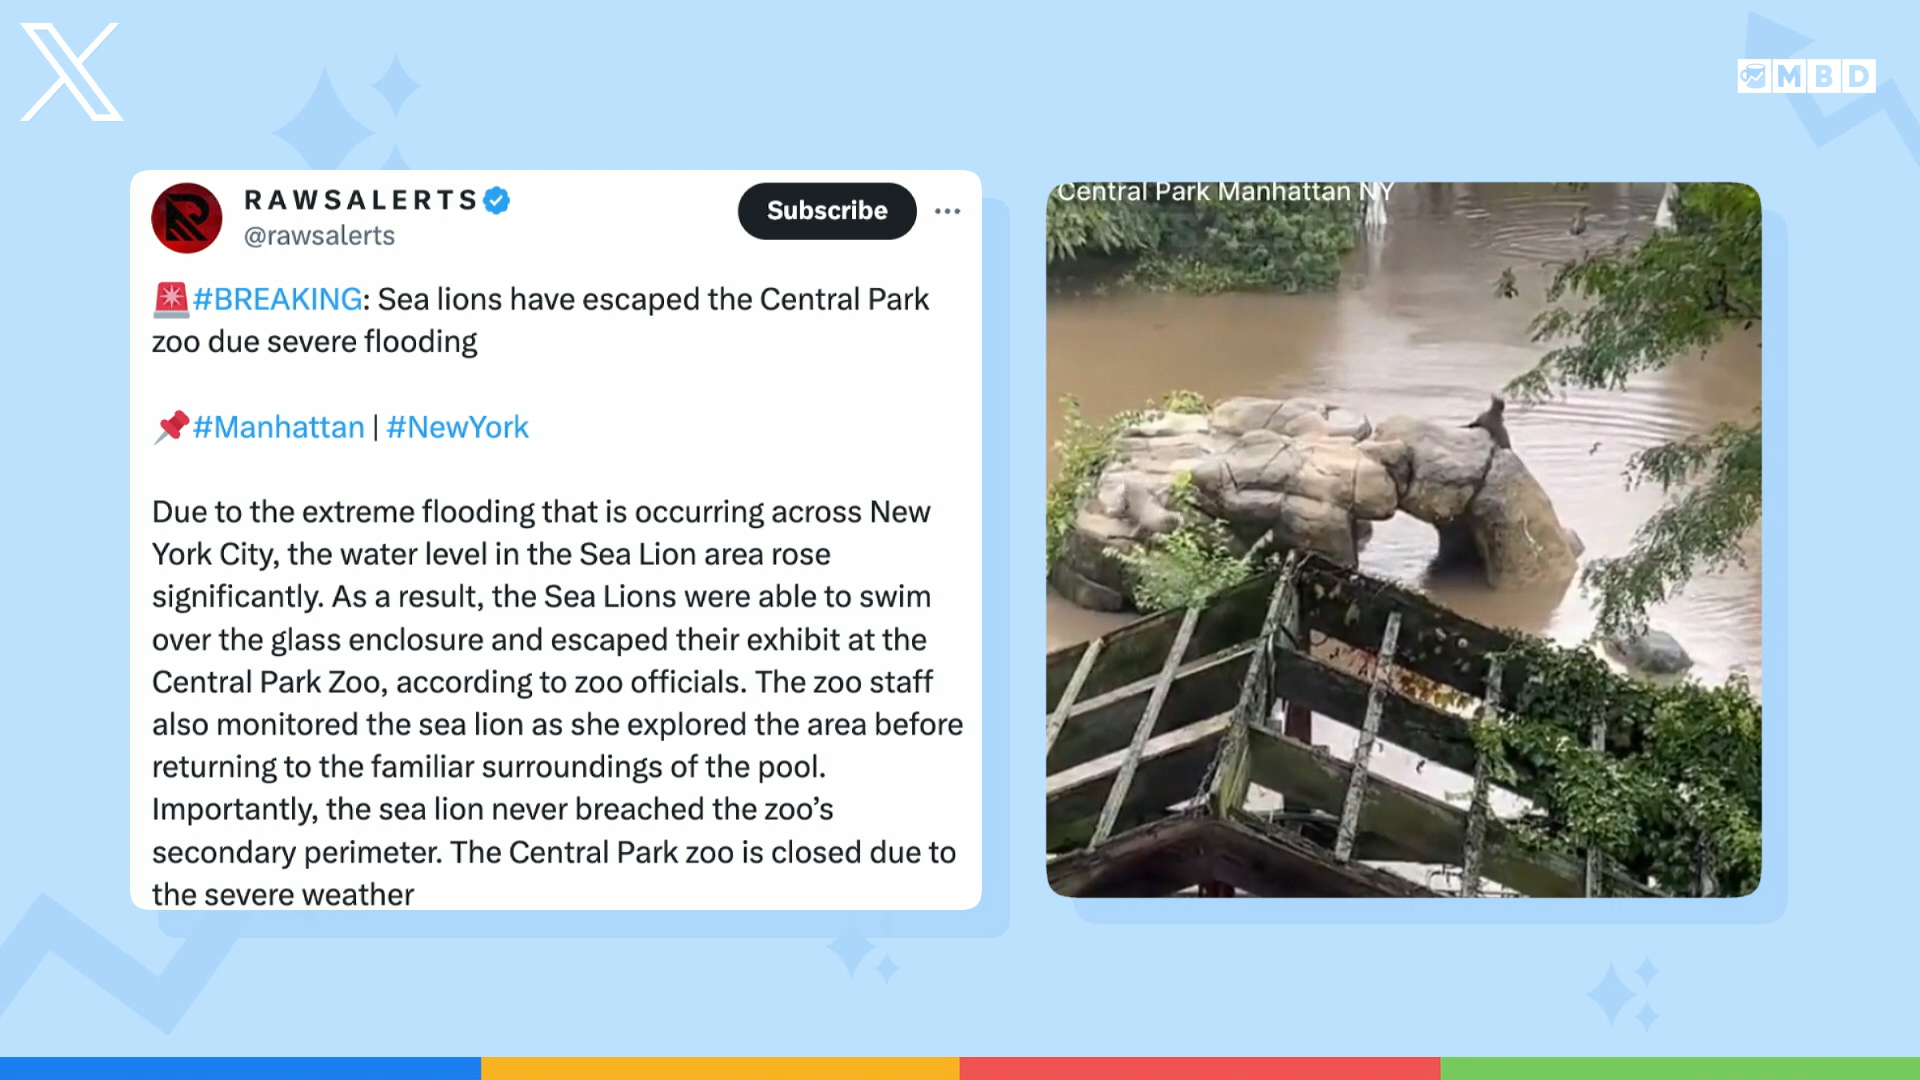 MBD
RAWSALERTS
@rawsalerts
Subscribe
#BREAKING: Sea lions have escaped the Central Park
zoo due severe flooding
#Manhattan | #NewYork
Due to the extreme flooding that is occurring across New
York City, the water level in the Sea Lion area rose
significantly. As a result, the Sea Lions were able to swim
over the glass enclosure and escaped their exhibit at the
Central Park Zoo, according to zoo officials. The zoo staff
also monitored the sea lion as she explored the area before
returning to the familiar surroundings of the pool.
Importantly, the sea lion never breached the zoo’s
secondary perimeter. The Central Park zoo is closed due to
the severe weather
Central Park Manhattan NY